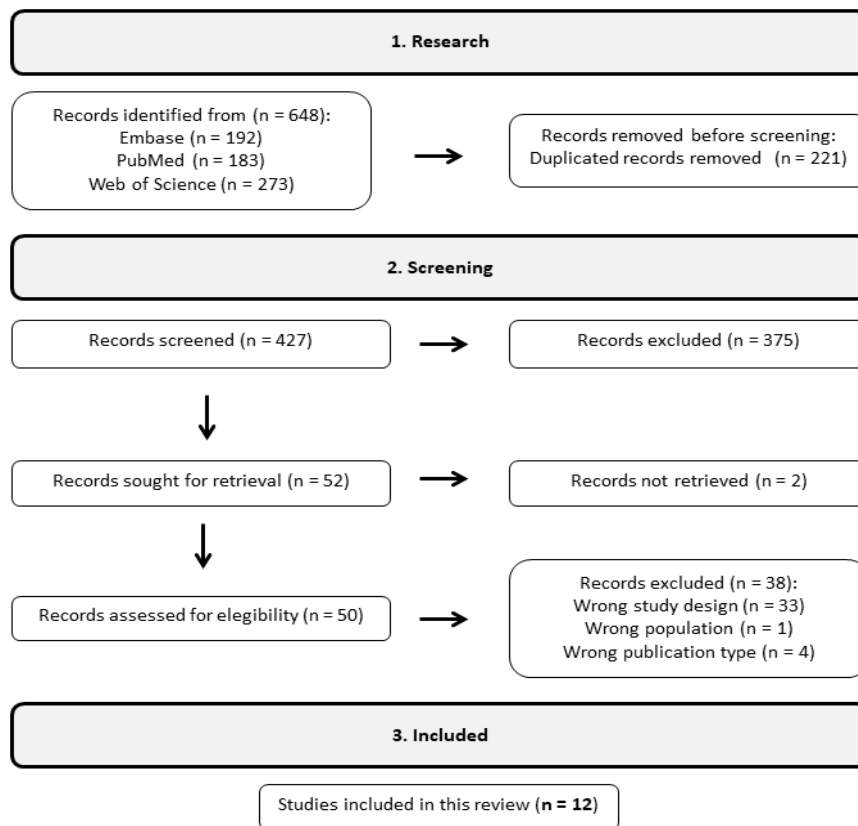 1. Research
Records identified from (n = 648):
Embase (n = 192)
PubMed (n = 183)
Web of Science (n = 273)
Records removed before screening:
Duplicated records removed (n = 221)
2. Screening
Records screened (n = 427)
Records excluded (n = 375)
Records sought for retrieval (n = 52)
Records not retrieved (n = 2)
Records assessed for elegibility (n = 50)
Records excluded (n = 38):
Wrong study design (n = 33)
Wrong population (n = 1)
Wrong publication type (n = 4)
3. Included
Studies included in this review (n = 12)